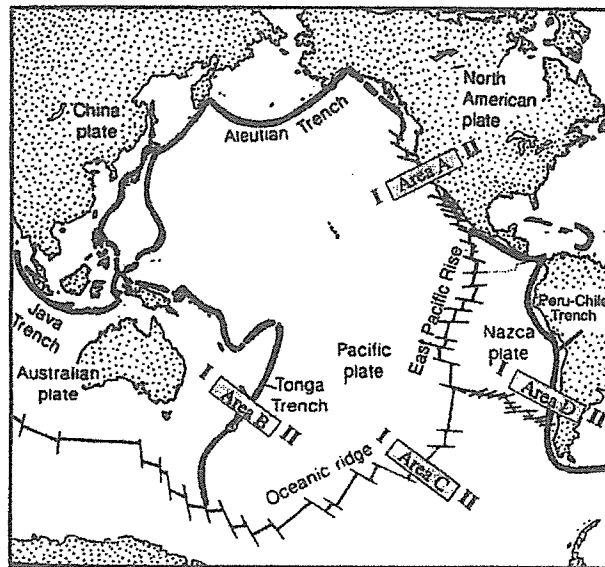 China
plate
Aleutian Trench
North
American
plate
I Area A II
East Pacific Rise
Java
Trench
Peru-Chile
Trench
Nazca
plate
Pacific
plate
Australian
plate
Tonga
Trench
I Area B II
I Area D II
Oceanic ridge
I Area C II